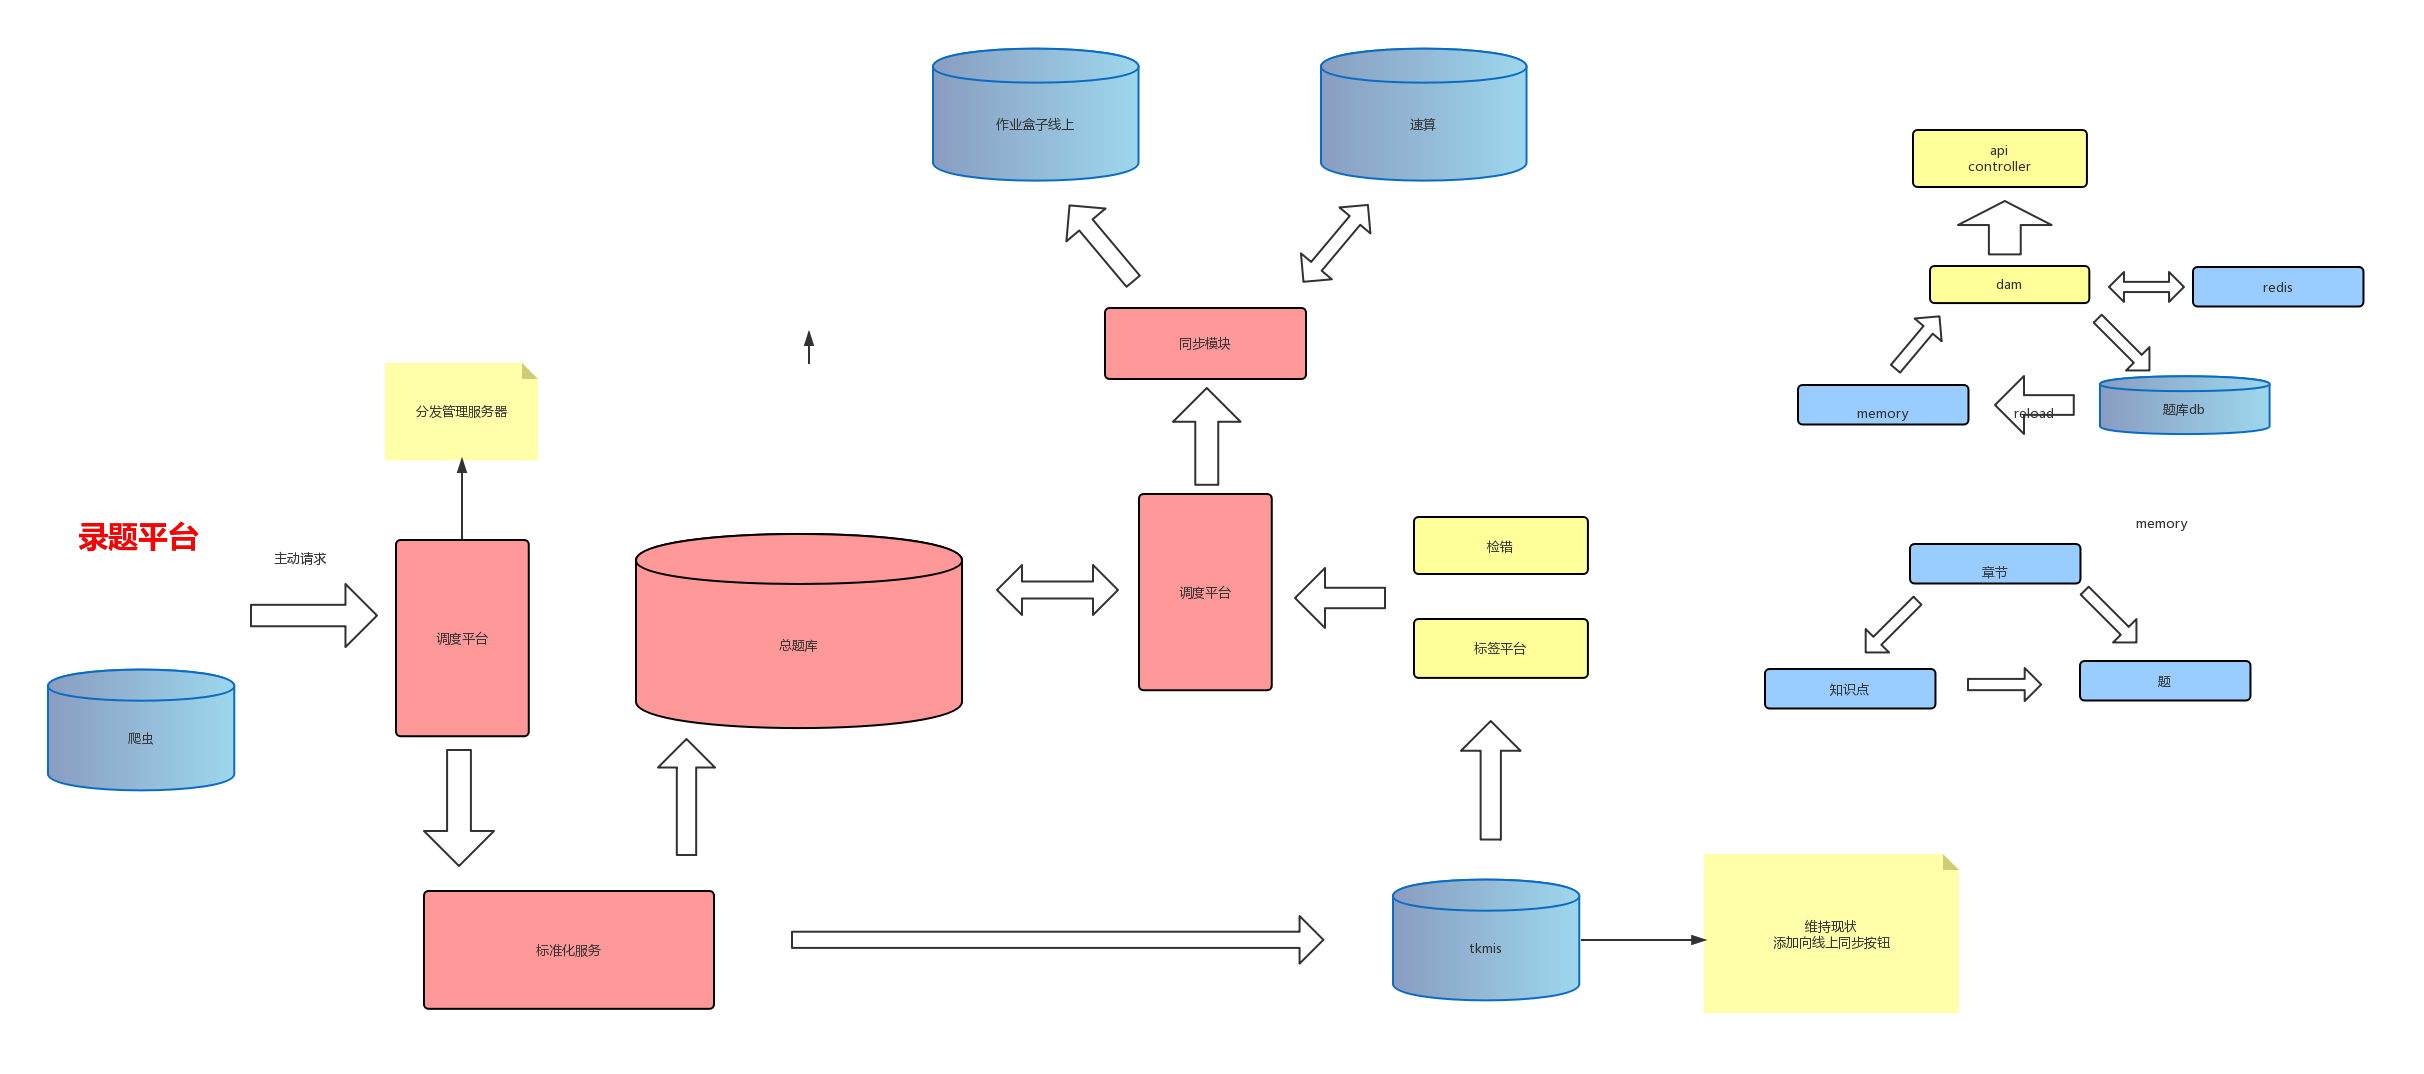 作业盒子线上
速算
api
controller
dam
redis
同步模块
memory
reload
题库db
分发管理服务器
录题平台
主动请求
memory
检错
章节
调度平台
总题库
调度平台
标签平台
知识点
题
爬虫
标准化服务
tkmis
维持现状
添加向线上同步按钮